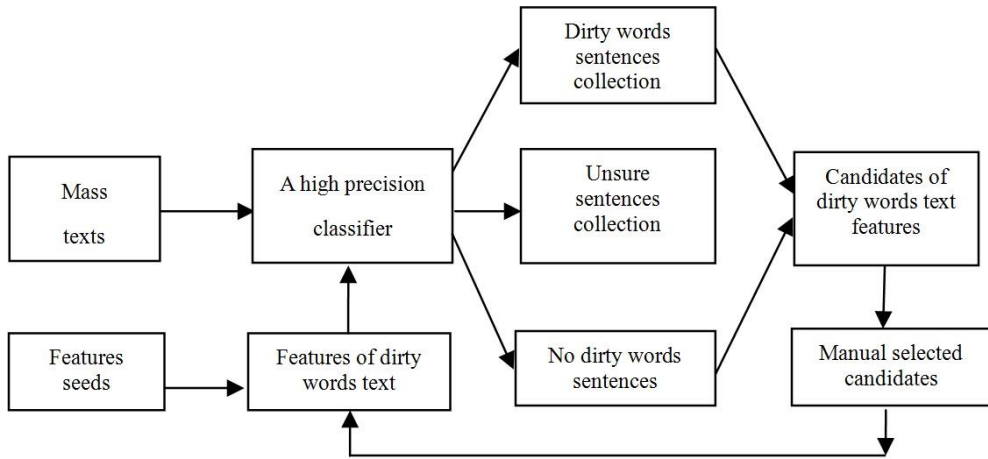 Dirty words
sentences
collection
Mass
texts
A high precision
classifier
Unsure
sentences
collection
Candidates of
dirty words text
features
Features
seeds
Features of dirty
words text
No dirty words
sentences
Manual selected
candidates